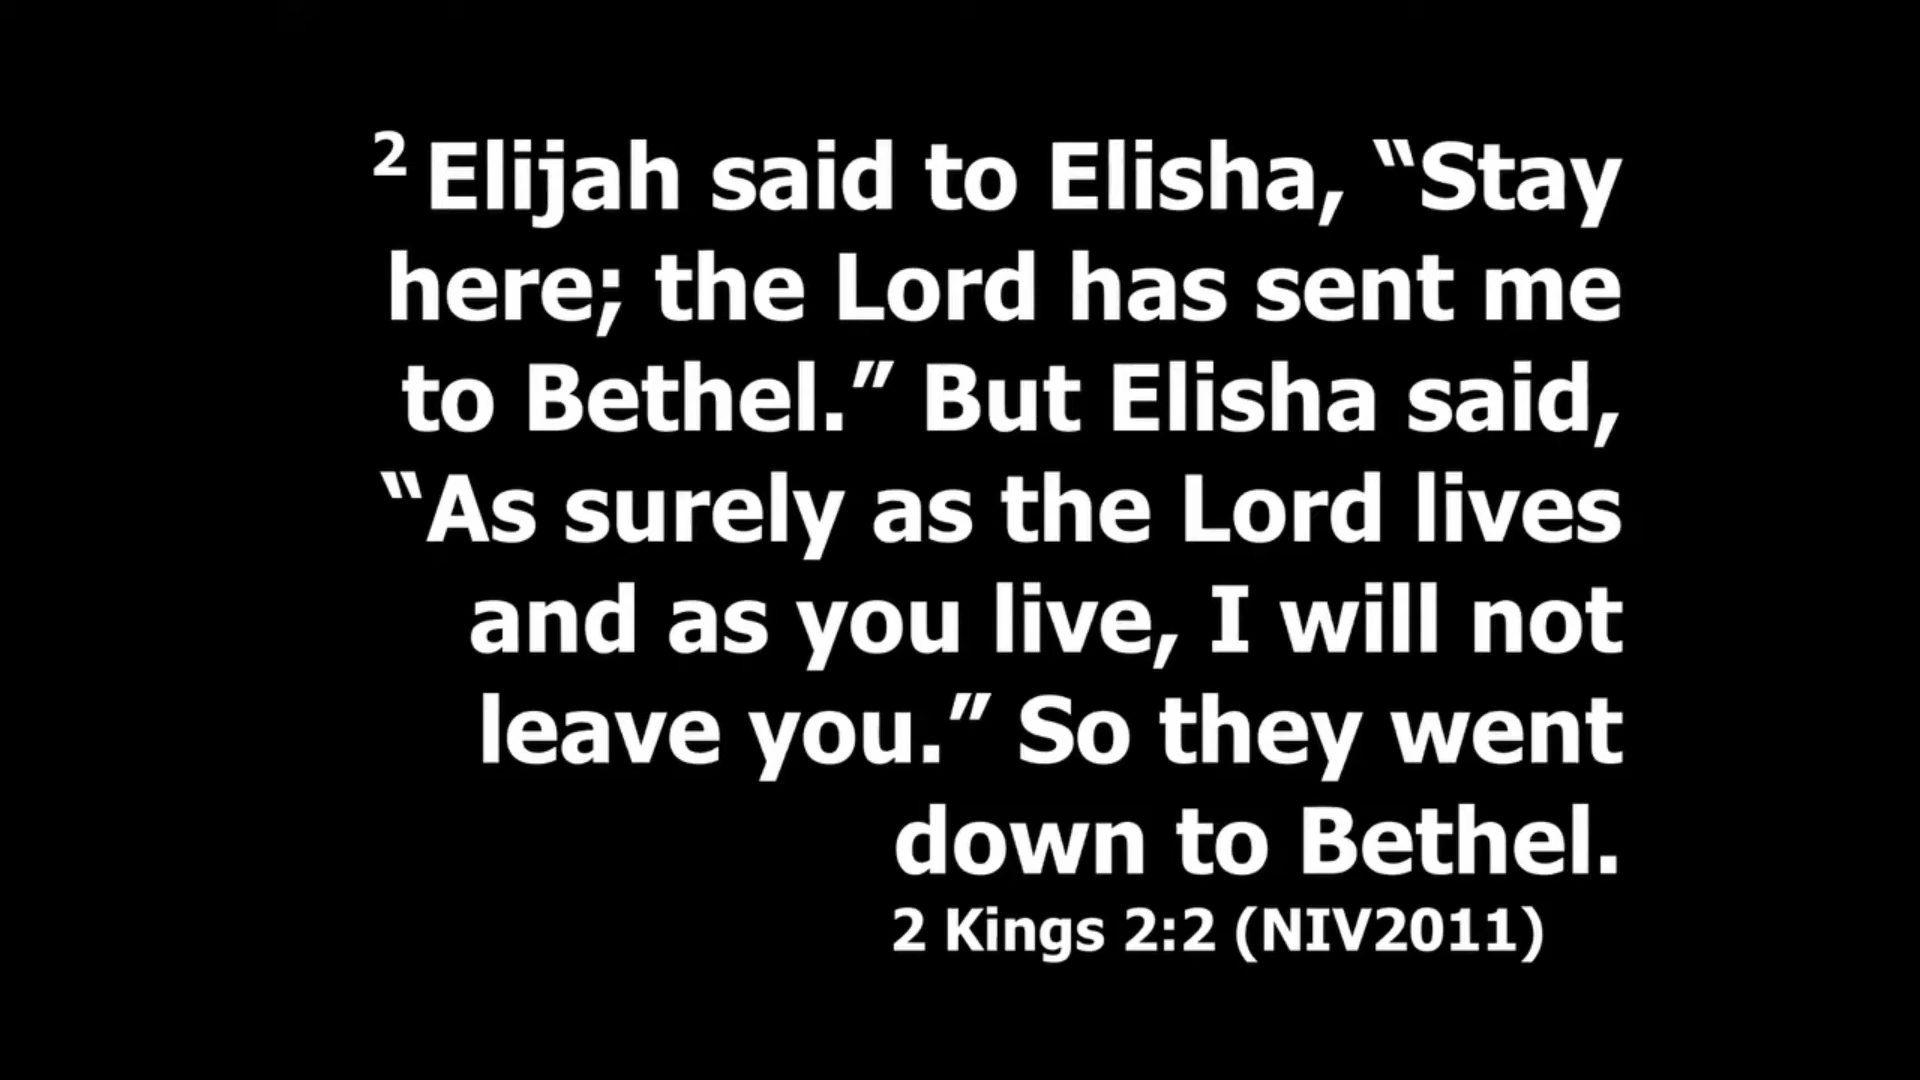 2 Elijah said to Elisha, “Stay
here; the Lord has sent me
to Bethel.” But Elisha said,
“As surely as the Lord lives
and as you live, I will not
leave you.” So they went
down to Bethel.
2 Kings 2:2 (NIV2011)